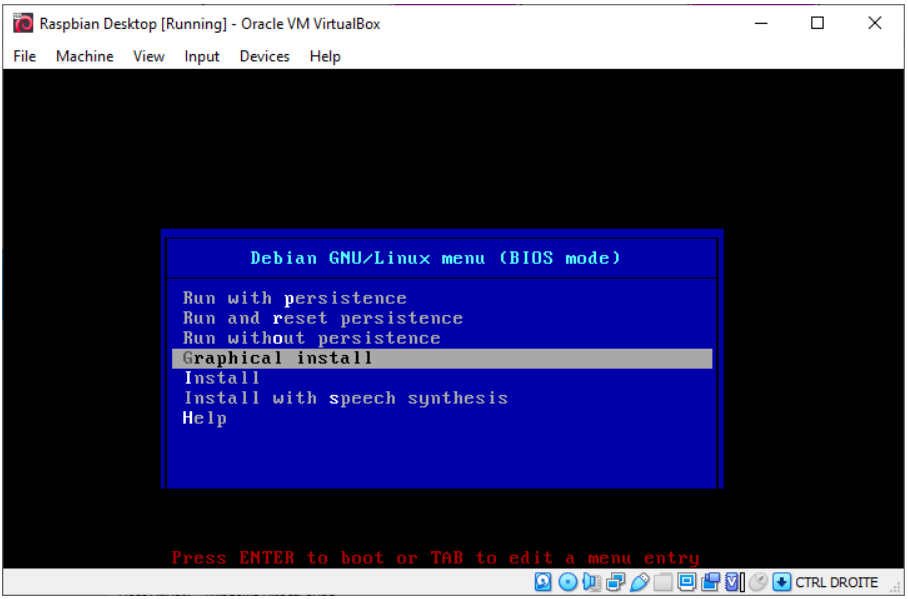 Raspbian Desktop [Running] - Oracle VM VirtualBox
File Machine View Input Devices Help
Debian GNU/Linux menu (BIOS mode)
Run with persistence
Run and reset persistence
Run without persistence
Graphical install
Install
Install with speech synthesis
Help
Press ENTER to boot or TAB to edit a menu entry
CTRL DROITE